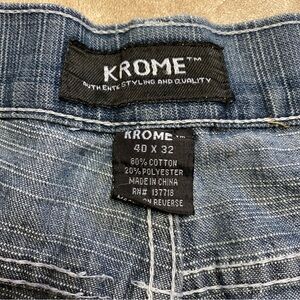 KROME™
AUTHENTIC STYLING AND QUALITY
KROME™
40 X 32
80% COTTON
20% POLYESTER
MADE IN CHINA
RN# 137718
ON REVERSE